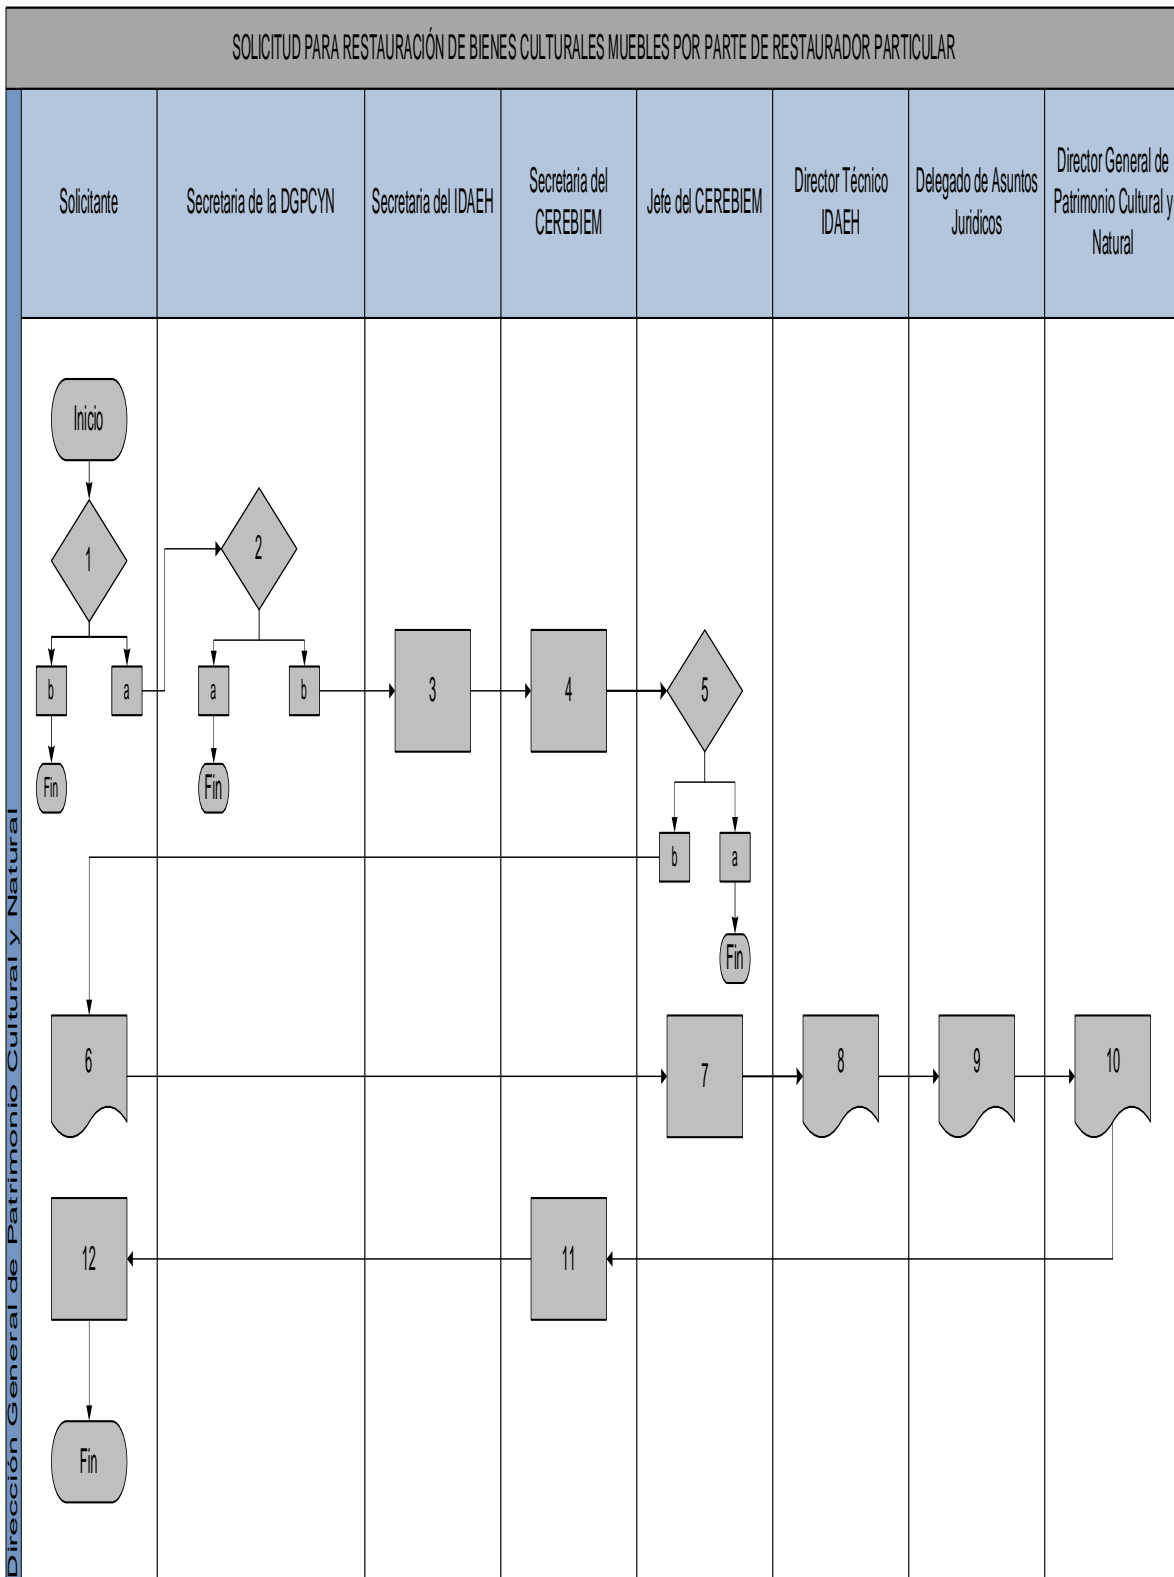 SOLICITUD PARA RESTAURACIÓN DE BIENES CULTURALES MUEBLES POR PARTE DE RESTAURADOR PARTICULAR
Dirección General de Patrimonio Cultural y Natural
Solicitante
Secretaria de la DGPCYN
Secretaria del IDAEH
Secretaria del
CEREBIEM
Jefe del CEREBIEM
Director Técnico
IDAEH
Delegado de Asuntos
Juridicos
Director General de
Patrimonio Cultural y
Natural
Inicio
1
2
b
a
a
b
3
4
5
Fin
Fin
b
a
Fin
6
7
8
9
10
12
11
Fin